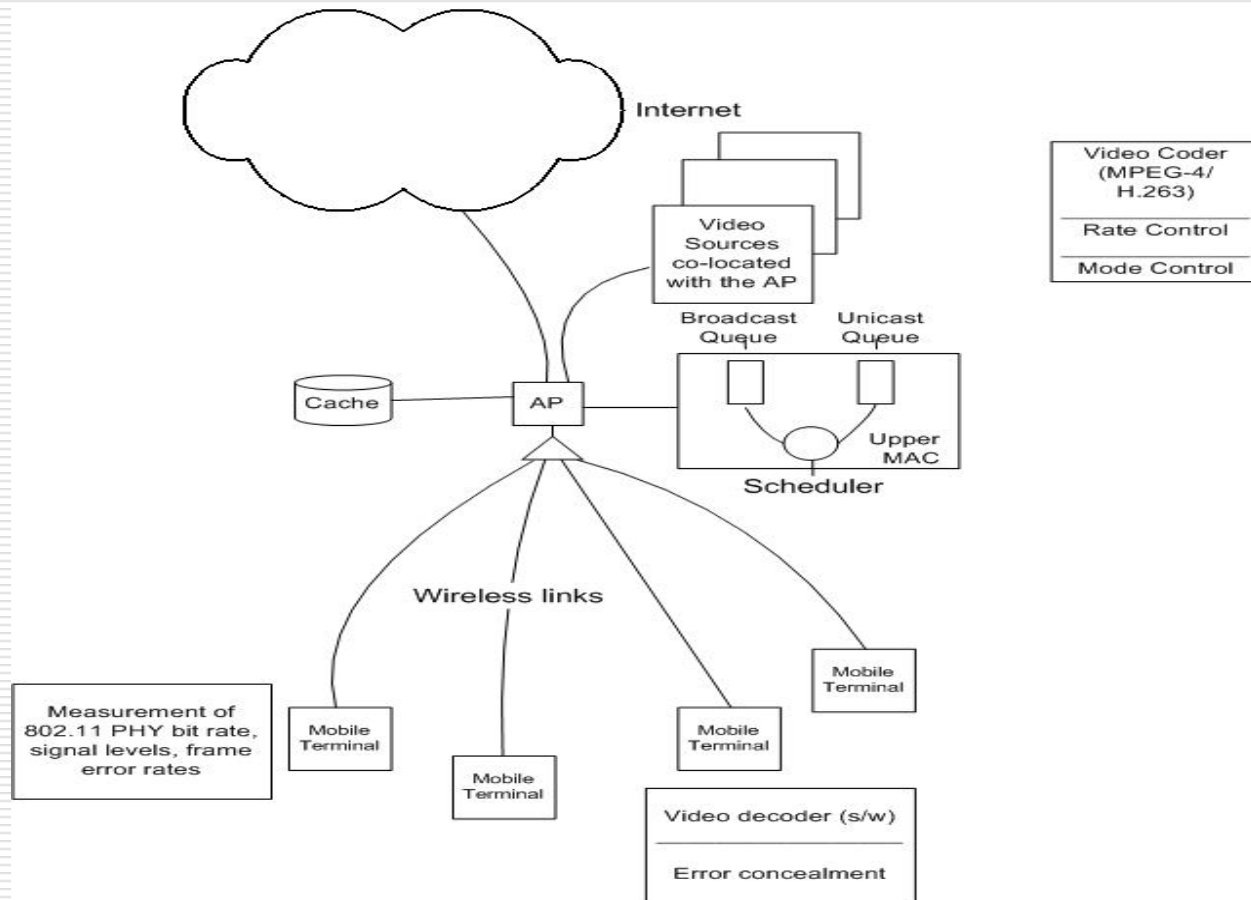 Internet
Video Coder
(MPEG-4/
H.263)
Rate Control
Mode Control
Video
Sources
co-located
with the AP
Broadcast
Queue
Unicast
Queue
Cache
AP
Upper
MAC
Scheduler
Wireless links
Mobile
Terminal
Measurement of
802.11 PHY bit rate,
signal levels, frame
error rates
Mobile
Terminal
Mobile
Terminal
Mobile
Terminal
Video decoder (s/w)
Error concealment